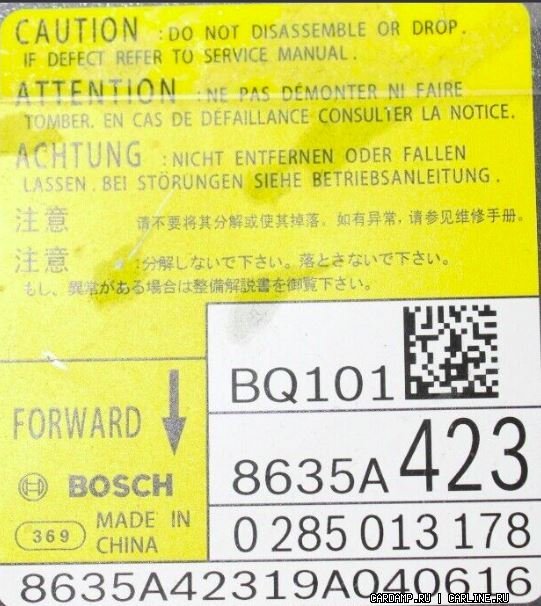 CAUTION : DO NOT DISASSEMBLE OR DROP.
IF DEFECT REFER TO SERVICE MANUAL.
ATTENTION : NE PAS DÉMONTER NI FAIRE
TOMBER. EN CAS DE DÉFAILLANCE CONSULTER LA NOTICE.
ACHTUNG : NICHT ENTFERNEN ODER FALLEN
LASSEN. BEI STÖRUNGEN SIEHE BETRIEBSANLEITUNG.
注意 请不要将其分解或使其掉落。如有异常,请参见维修手册。
注意 :分解しないで下さい。落とさないで下さい。
もし、異常がある場合は整備解説書を御覧下さい。
BQ101
FORWARD
8635A 423
BOSCH
369 MADE IN
CHINA
0 285 013 178
8635A42319A040616
CARDAMP.RU | CARLINE.RU